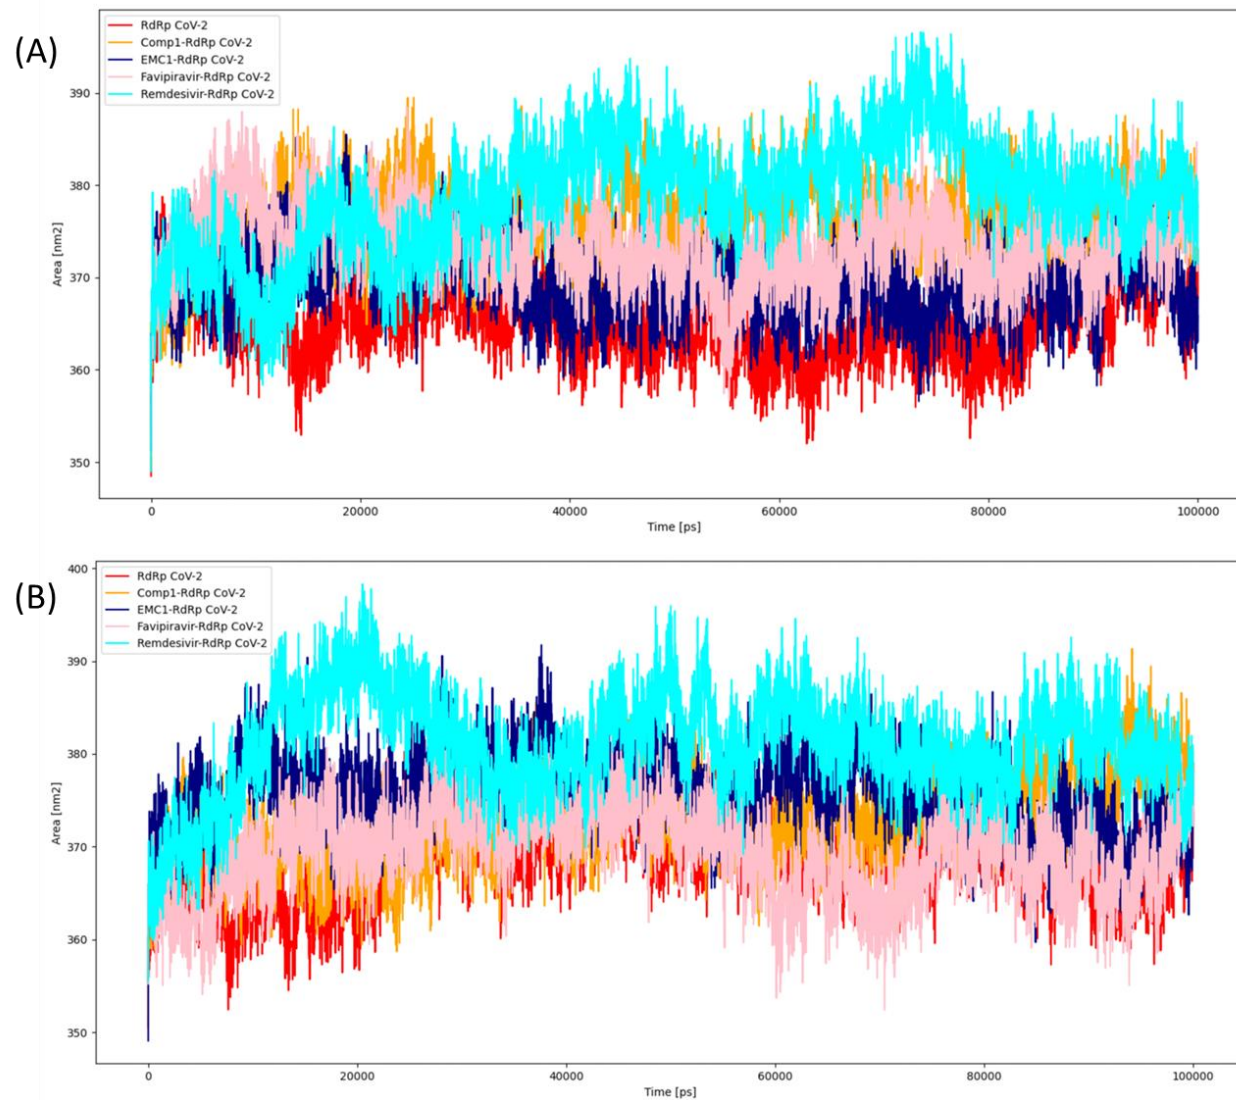 (A)
RdRp CoV-2
Comp1-RdRp CoV-2
EMC1-RdRp CoV-2
Favipiravir-RdRp CoV-2
Remdesivir-RdRp CoV-2
390
380
370
360
350
Area [nm2]
0 20000 40000 60000 80000 100000
Time [ps]
(B)
RdRp CoV-2
Comp1-RdRp CoV-2
EMC1-RdRp CoV-2
Favipiravir-RdRp CoV-2
Remdesivir-RdRp CoV-2
400
390
380
370
360
350
Area [nm2]
0 20000 40000 60000 80000 100000
Time [ps]